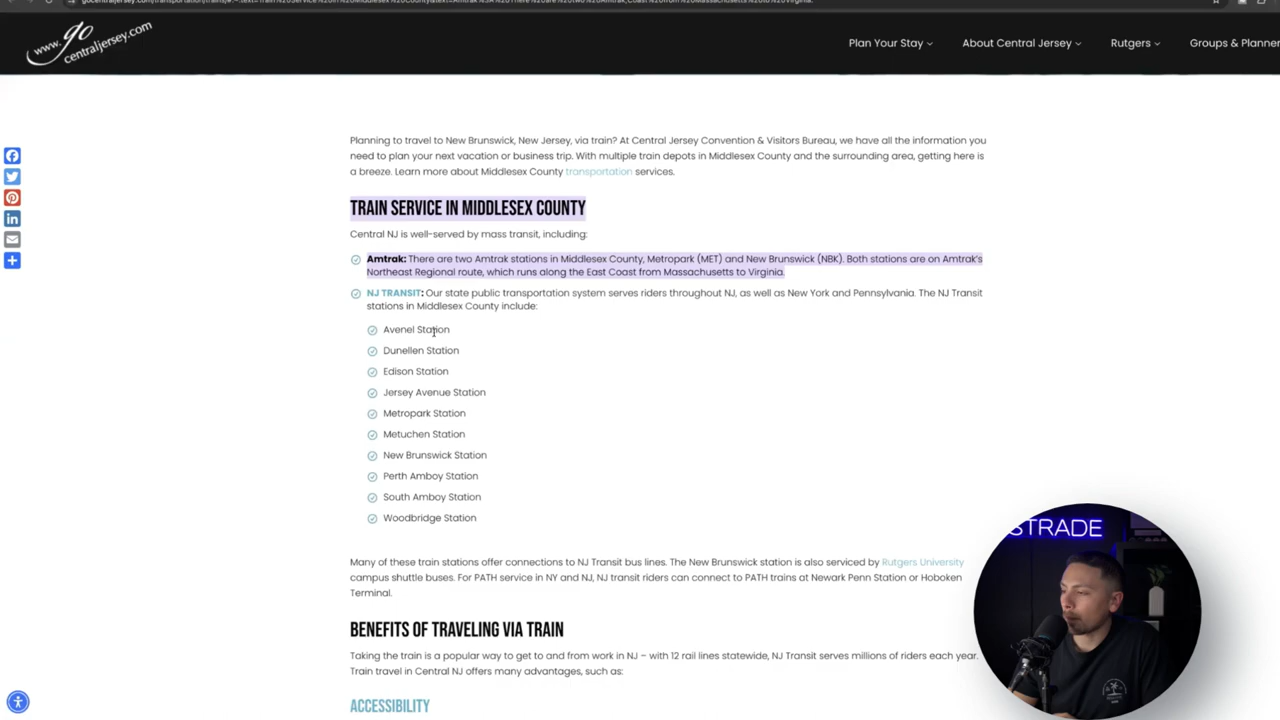 www.go
centraljersey.com
Plan Your Stay
About Central Jersey
Rutgers
Groups & Planner
Planning to travel to New Brunswick, New Jersey, via train? At Central Jersey Convention & Visitors Bureau, we have all the information you
need to plan your next vacation or business trip. With multiple train depots in Middlesex County and the surrounding area, getting here is
a breeze. Learn more about Middlesex County transportation services.
TRAIN SERVICE IN MIDDLESEX COUNTY
Central NJ is well-served by mass transit, including:
Amtrak: There are two Amtrak stations in Middlesex County, Metropark (MET) and New Brunswick (NBK). Both stations are on Amtrak's
Northeast Regional route, which runs along the East Coast from Massachusetts to Virginia.
NJ TRANSIT: Our state public transportation system serves riders throughout NJ, as well as New York and Pennsylvania. The NJ Transit
stations in Middlesex County include:
Avenel Station
Dunellen Station
Edison Station
Jersey Avenue Station
Metropark Station
Metuchen Station
New Brunswick Station
Perth Amboy Station
South Amboy Station
Woodbridge Station
Many of these train stations offer connections to NJ Transit bus lines. The New Brunswick station is also serviced by Rutgers University
campus shuttle buses. For PATH service in NY and NJ, NJ transit riders can connect to PATH trains at Newark Penn Station or Hoboken
Terminal.
STRADE
BENEFITS OF TRAVELING VIA TRAIN
Taking the train is a popular way to get to and from work in NJ – with 12 rail lines statewide, NJ Transit serves millions of riders each year.
Train travel in Central NJ offers many advantages, such as:
ACCESSIBILITY